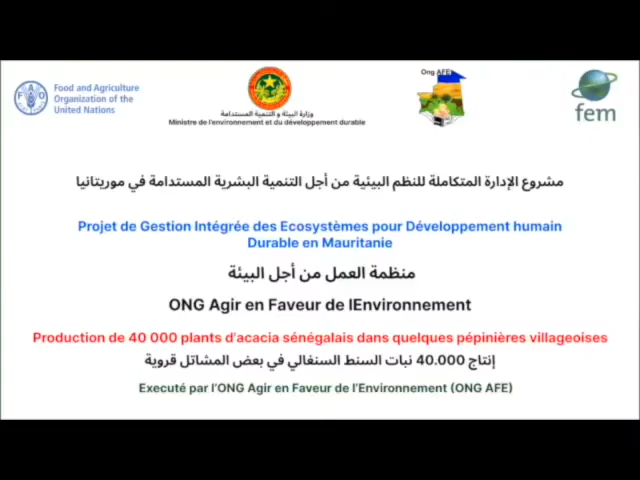 Food and Agriculture
Organization of the
United Nations
وزارة البيئة و التنمية المستدامة
Ministre de l'environnement et du développement durable
Ong AFE
fem
مشروع الإدارة المتكاملة للنظم البيئية من أجل التنمية البشرية المستدامة في موريتانيا
Projet de Gestion Intégrée des Ecosystèmes pour Développement humain
Durable en Mauritanie
منظمة العمل من أجل البيئة
ONG Agir en Faveur de lEnvironnement
Production de 40 000 plants d'acacia sénégalais dans quelques pépinières villageoises
إنتاج 40.000 نبات السنط السنغالي في بعض المشاتل قروية
Executé par l'ONG Agir en Faveur de l'Environnement (ONG AFE)